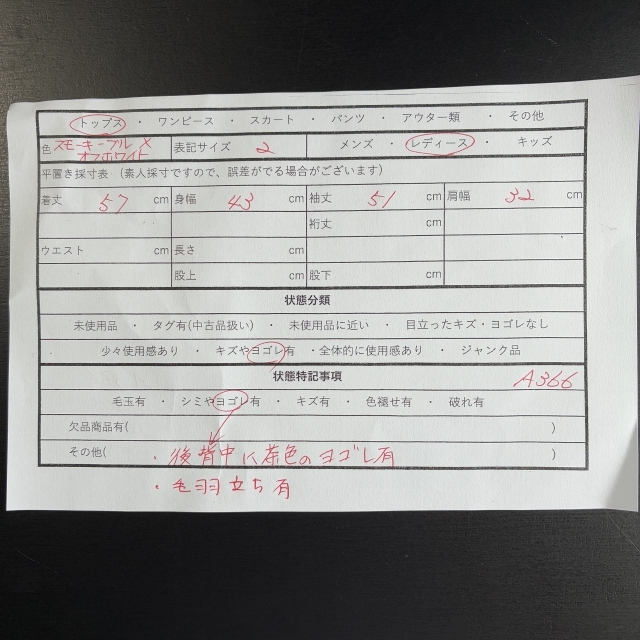 トップス ・ ワンピース ・ スカート ・ パンツ ・ アウター類 ・ その他
色 スモーキーブルー×オフホワイト 表記サイズ 2 メンズ ・ レディース ・ キッズ
平置き採寸表 (素人採寸ですので、誤差がでる場合がございます)
着丈 57 cm 身幅 43 cm 袖丈 51 cm 肩幅 32 cm
裄丈 cm
ウエスト cm 長さ cm
股上 cm 股下 cm
状態分類
未使用品 ・ タグ有(中古品扱い) ・ 未使用品に近い ・ 目立ったキズ・ヨゴレなし
少々使用感あり ・ キズやヨゴレ有 ・全体的に使用感あり ・ ジャンク品
状態特記事項 A366
毛玉有 ・ シミやヨゴレ有 ・ キズ有 ・ 色褪せ有 ・ 破れ有
欠品商品有( )
その他( ・後背中に茶色のヨゴレ有 )
・毛羽立ち有